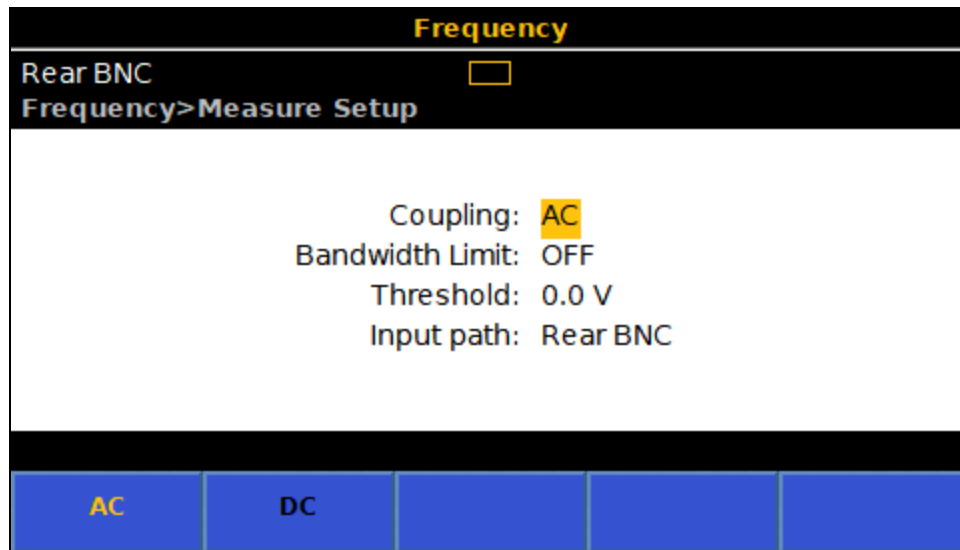 Frequency
Rear BNC
Frequency>Measure Setup
Coupling: AC
Bandwidth Limit: OFF
Threshold: 0.0 V
Input path: Rear BNC
AC DC